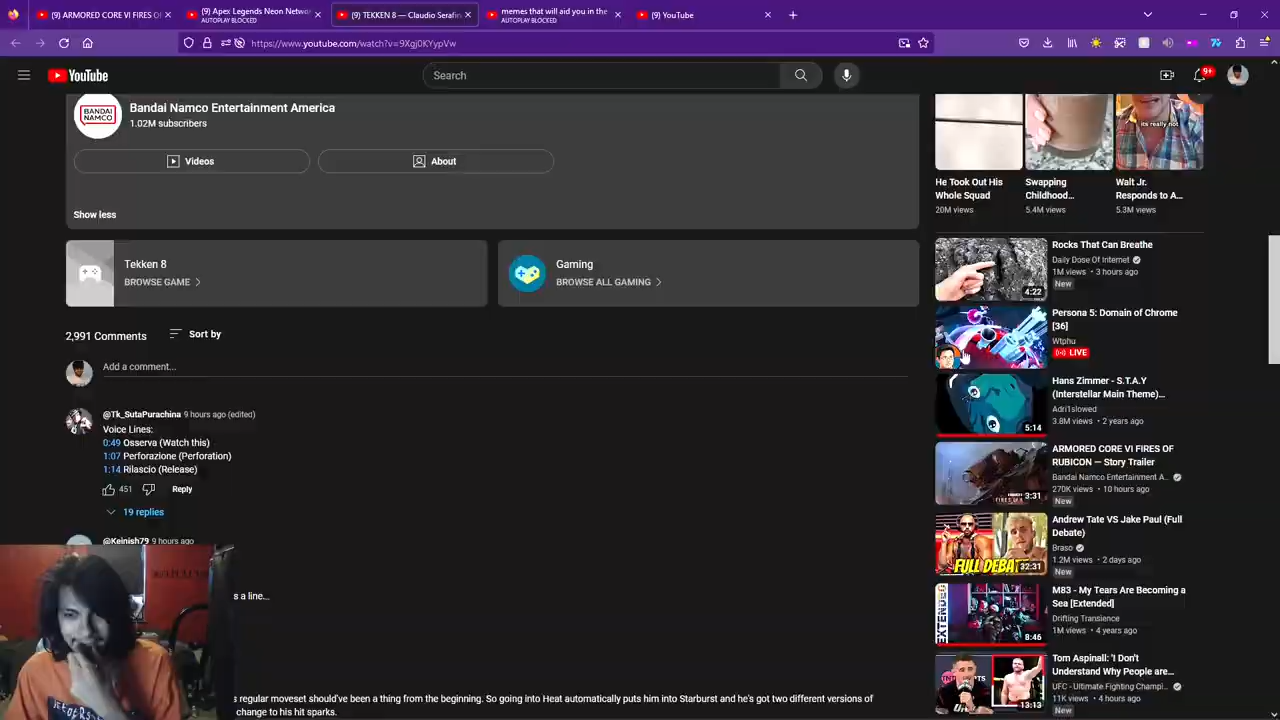 (9) ARMORED CORE VI FIRES OF
(9) Apex Legends Neon Netwo
AUTOPLAY BLOCKED
(9) TEKKEN 8 — Claudio Serafin
memes that will aid you in the
AUTOPLAY BLOCKED
(9) YouTube
https://www.youtube.com/watch?v=9Xgj0KYypVw
YouTube
Search
9+
BANDAI
NAMCO
Bandai Namco Entertainment America
1.02M subscribers
Videos
About
Show less
Tekken 8
BROWSE GAME
Gaming
BROWSE ALL GAMING
2,991 Comments
Sort by
Add a comment...
@Tk_SutaPurachina 9 hours ago (edited)
Voice Lines:
0:49 Osserva (Watch this)
1:07 Perforazione (Perforation)
1:14 Rilascio (Release)
451
Reply
19 replies
@Keinish79 9 hours ago
s a line...
s regular moveset should've been a thing from the beginning. So going into Heat automatically puts him into Starburst and he's got two different versions of
change to his hit sparks.
its really not
He Took Out His
Whole Squad
20M views
Swapping
Childhood...
5.4M views
Walt Jr.
Responds to A...
5.3M views
4:22
Rocks That Can Breathe
Daily Dose Of Internet
1M views • 3 hours ago
New
Persona 5: Domain of Chrome
[36]
Wtphu
LIVE
5:14
Hans Zimmer - S.T.A.Y
(Interstellar Main Theme)...
Adri1slowed
3.8M views • 2 years ago
3:31
ARMORED CORE VI FIRES OF
RUBICON — Story Trailer
Bandai Namco Entertainment A...
270K views • 10 hours ago
New
FULL DEBAT
32:31
Andrew Tate VS Jake Paul (Full
Debate)
Braso
1.2M views • 2 days ago
New
EXTENDED
8:46
M83 - My Tears Are Becoming a
Sea [Extended]
Drifting Transience
1M views • 4 years ago
13:13
Tom Aspinall: 'I Don't
Understand Why People are...
UFC - Ultimate Fighting Champi...
11K views • 4 hours ago
New